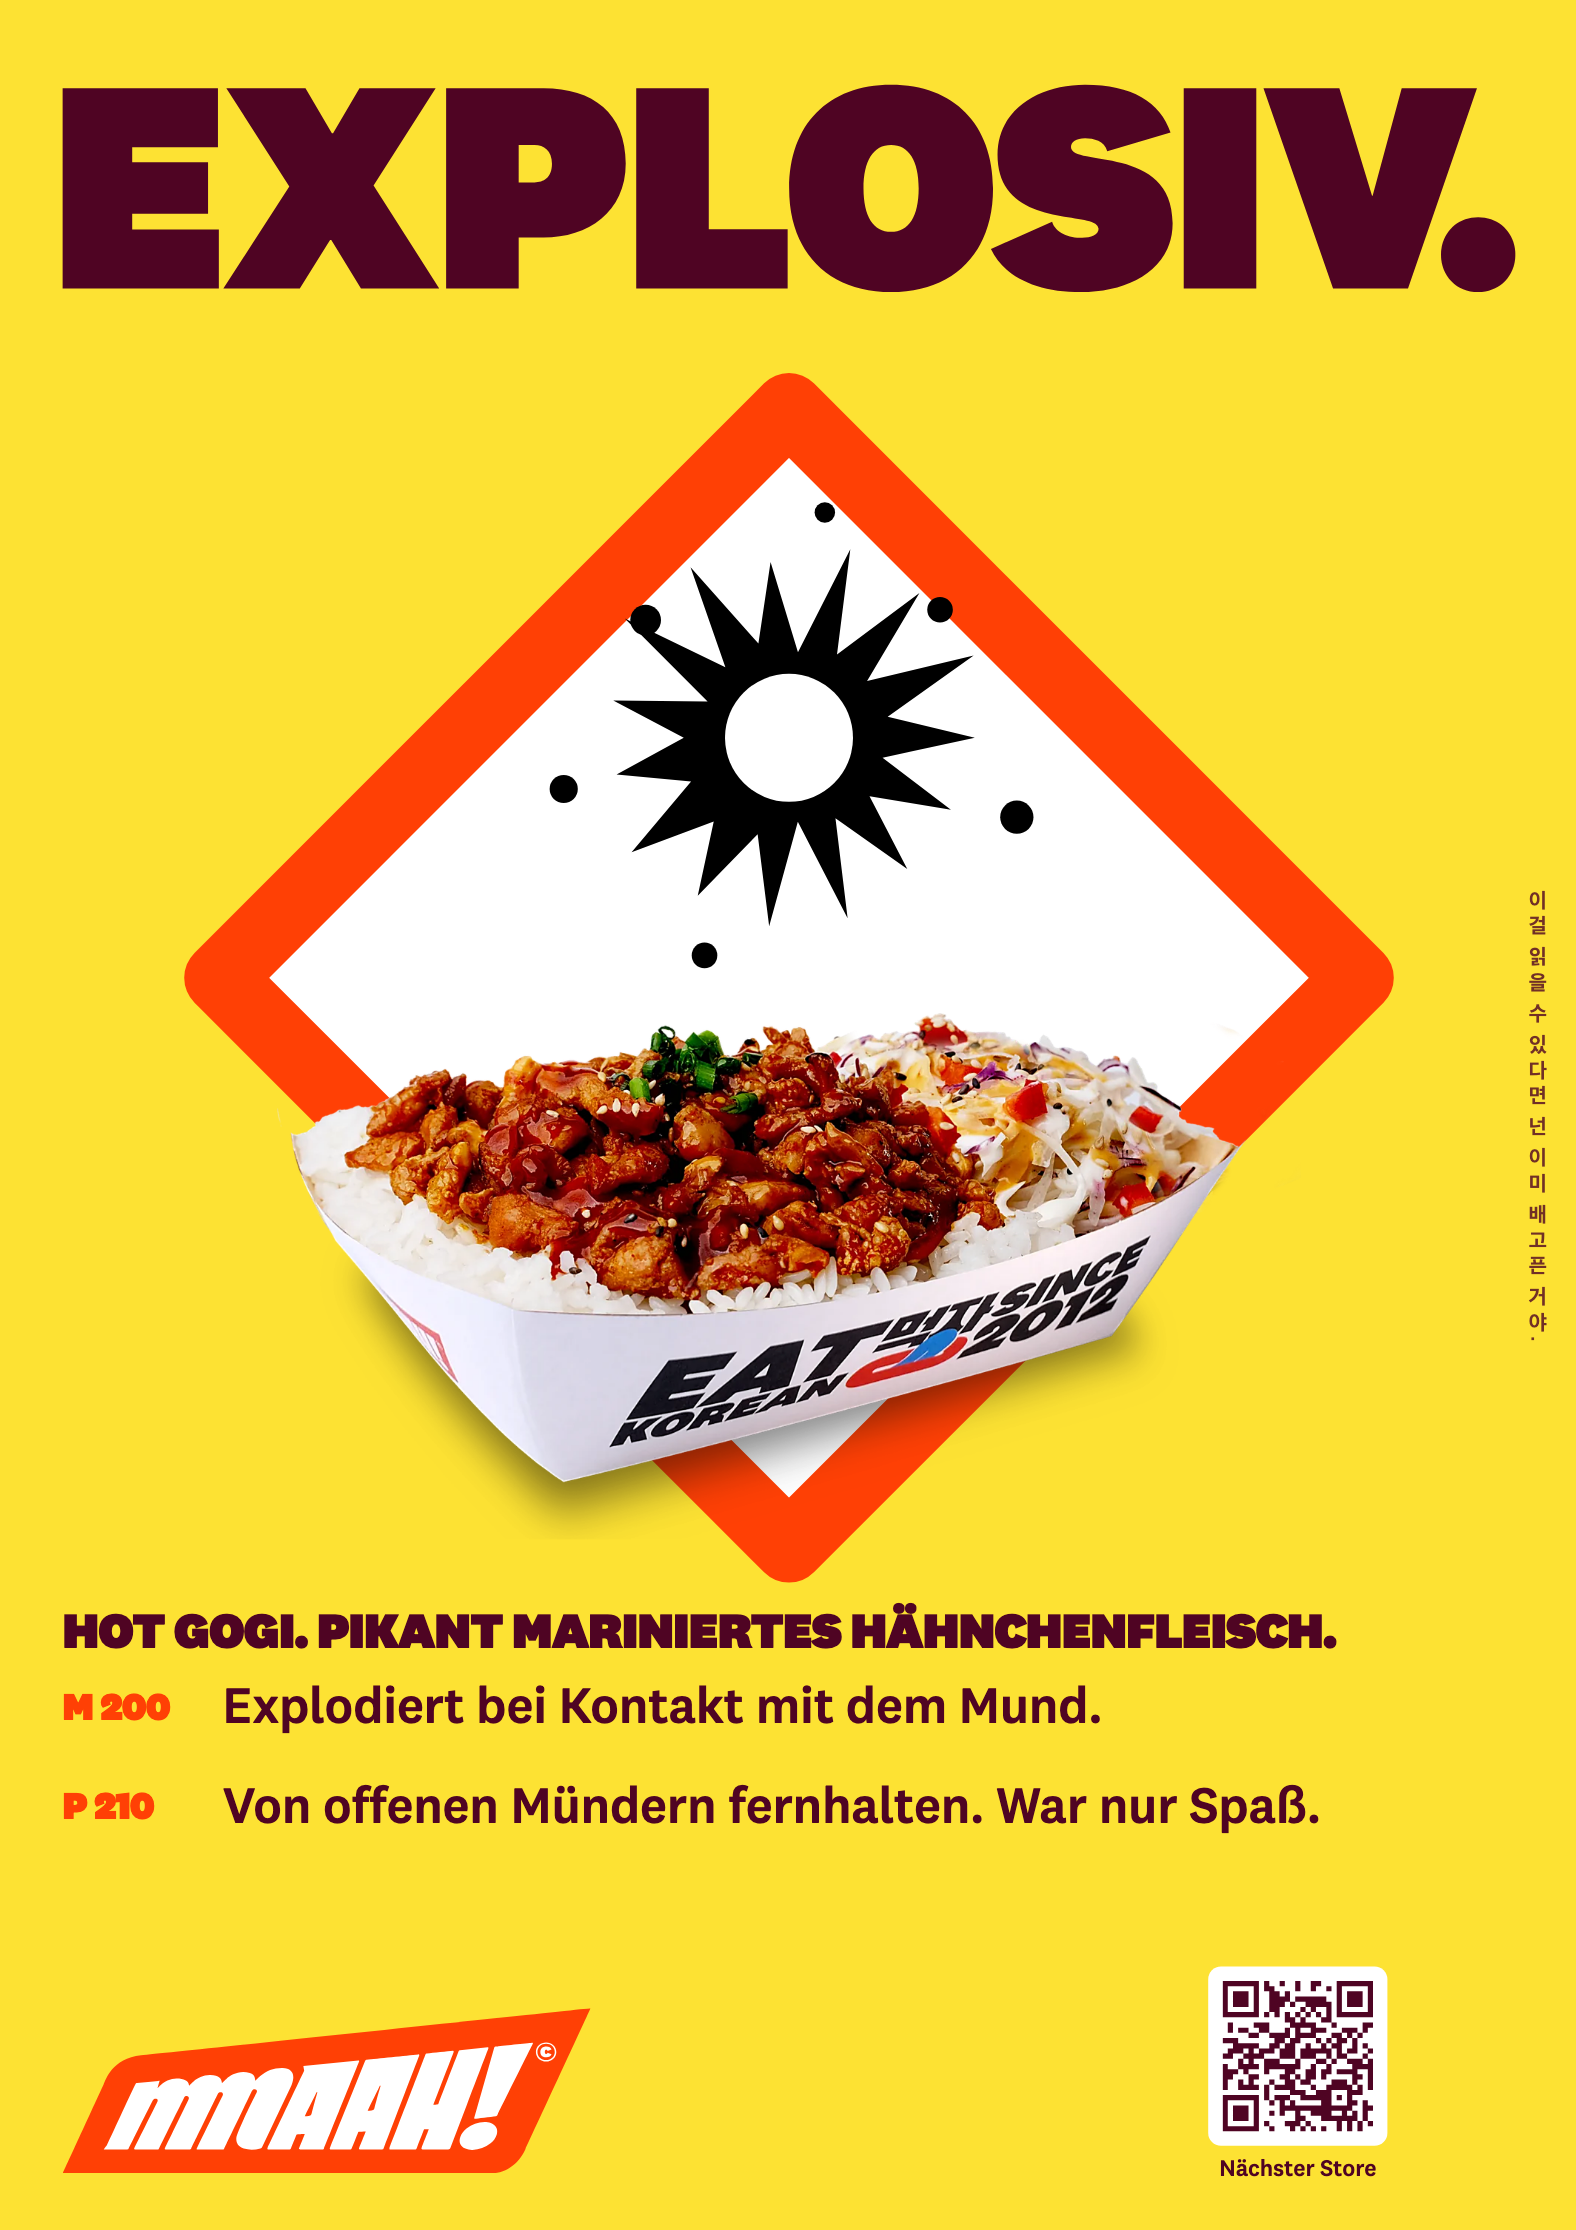 EXPLOSIV.
이걸 읽을 수 있다면 넌 이미 배고픈 거야.
EAT 먹자 SINCE
KOREAN 2012
HOT GOGI. PIKANT MARINIERTES HÄHNCHENFLEISCH.
M 200 Explodiert bei Kontakt mit dem Mund.
P 210 Von offenen Mündern fernhalten. War nur Spaß.
mmAAH!©
Nächster Store